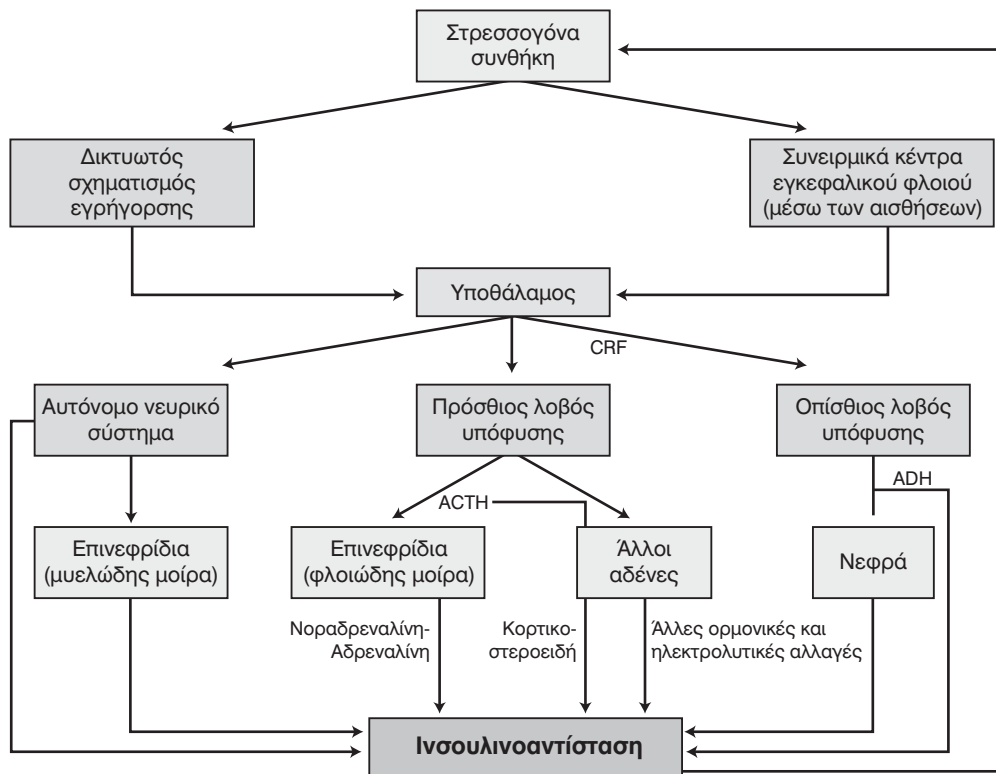 Στρεσσογόνα
συνθήκη
Δικτυωτός
σχηματισμός
εγρήγορσης
Συνειρμικά κέντρα
εγκεφαλικού φλοιού
(μέσω των αισθήσεων)
Υποθάλαμος
CRF
Αυτόνομο νευρικό
σύστημα
Πρόσθιος λοβός
υπόφυσης
Οπίσθιος λοβός
υπόφυσης
ACTH
ADH
Επινεφρίδια
(μυελώδης μοίρα)
Επινεφρίδια
(φλοιώδης μοίρα)
Άλλοι
αδένες
Νεφρά
Νοραδρεναλίνη-
Αδρεναλίνη
Κορτικο-
στεροειδή
Άλλες ορμονικές και
ηλεκτρολυτικές αλλαγές
Ινσουλινοαντίσταση